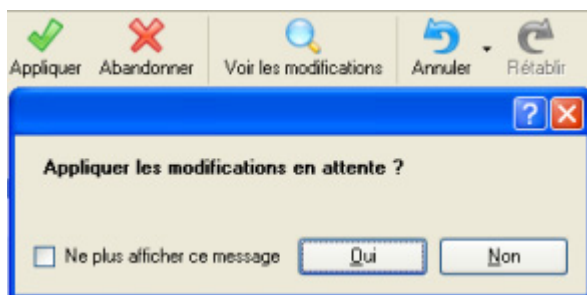 Appliquer Abandonner Voir les modifications Annuler Rétablir
?
Appliquer les modifications en attente ?
Ne plus afficher ce message Oui Non